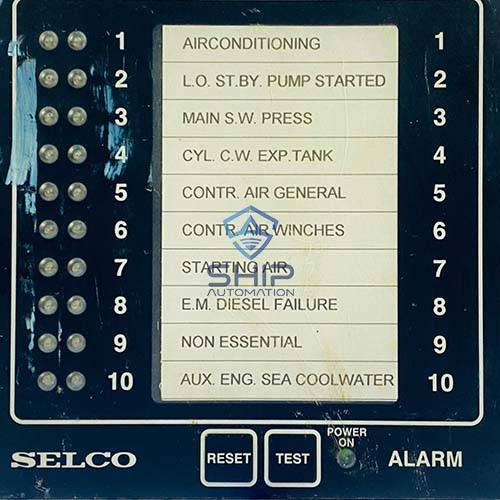 1 AIRCONDITIONING 1
2 L.O. ST.BY. PUMP STARTED 2
3 MAIN S.W. PRESS 3
4 CYL. C.W. EXP.TANK 4
5 CONTR. AIR GENERAL 5
6 CONTR. AIR WINCHES 6
7 STARTING AIR 7
SHIP
AUTOMATION
8 E.M. DIESEL FAILURE 8
9 NON ESSENTIAL 9
10 AUX. ENG. SEA COOLWATER 10
POWER
ON
SELCO RESET TEST ALARM